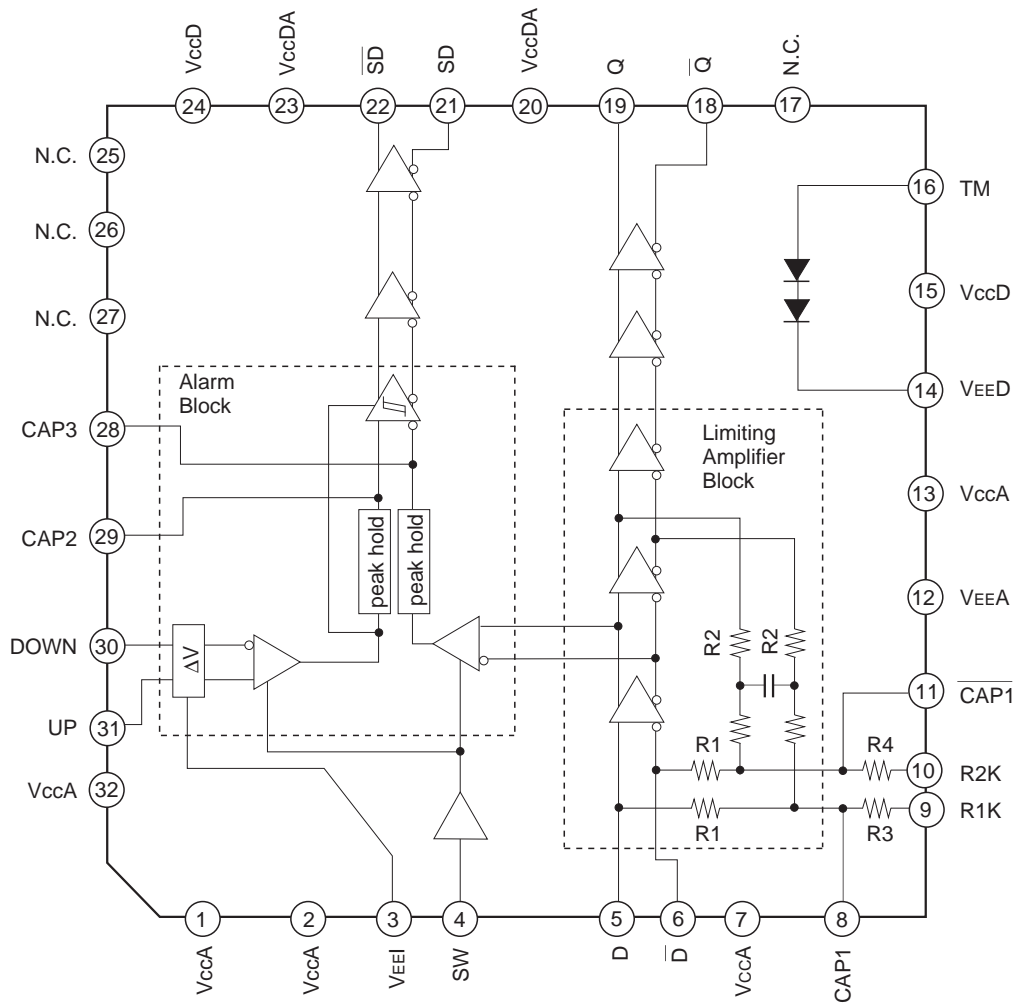 VccD
VccDA
S̅D̅
SD
VccDA
Q
Q̅
N.C.
24
23
22
21
20
19
18
17
N.C. 25
16 TM
N.C. 26
15 VccD
N.C. 27
14 VEED
Alarm
Block
Limiting
Amplifier
Block
CAP3 28
13 VccA
CAP2 29
peak hold
peak hold
12 VEEA
DOWN 30
ΔV
R2
R2
11 C̅A̅P̅1̅
UP 31
R1
R4
10 R2K
VccA 32
R1
R3
9 R1K
1
2
3
4
5
6
7
8
VccA
VccA
VEEI
SW
D
D̅
VccA
CAP1